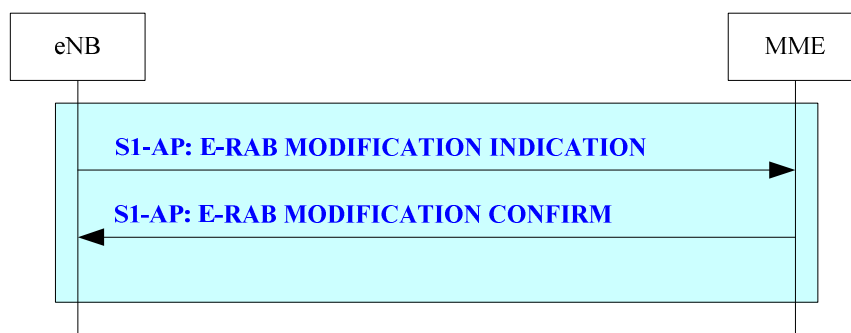 eNB
MME
S1-AP: E-RAB MODIFICATION INDICATION
S1-AP: E-RAB MODIFICATION CONFIRM